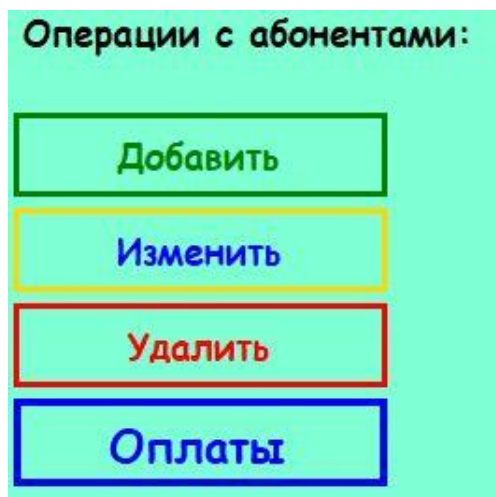 Операции с абонентами:
Добавить
Изменить
Удалить
Оплаты